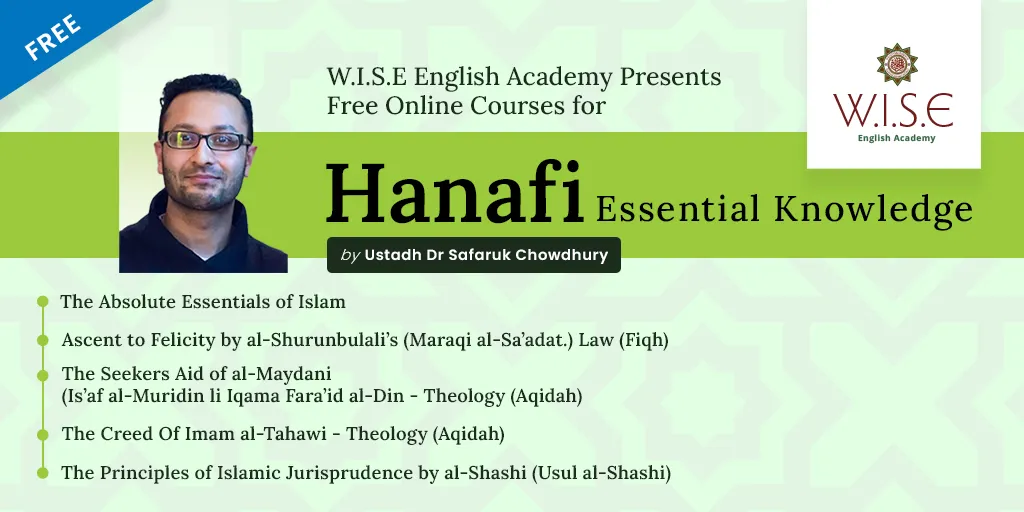 FREE
W.I.S.E English Academy Presents
Free Online Courses for
W.I.S.E
English Academy
Hanafi Essential Knowledge
by Ustadh Dr Safaruk Chowdhury
The Absolute Essentials of Islam
Ascent to Felicity by al-Shurunbulali’s (Maraqi al-Sa’adat.) Law (Fiqh)
The Seekers Aid of al-Maydani
(Is’af al-Muridin li Iqama Fara’id al-Din - Theology (Aqidah)
The Creed Of Imam al-Tahawi - Theology (Aqidah)
The Principles of Islamic Jurisprudence by al-Shashi (Usul al-Shashi)